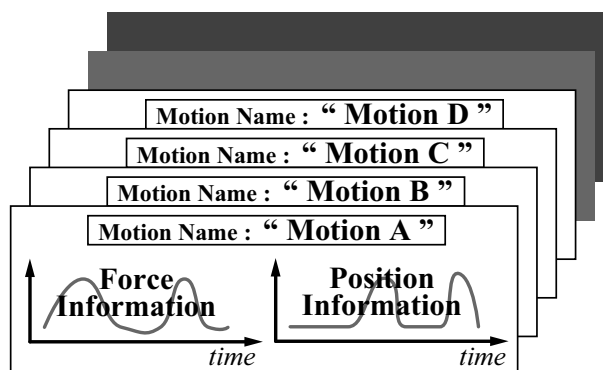 Motion Name : “ Motion D ”
Motion Name : “ Motion C ”
Motion Name : “ Motion B ”
Motion Name : “ Motion A ”
Force
Information
time
Position
Information
time